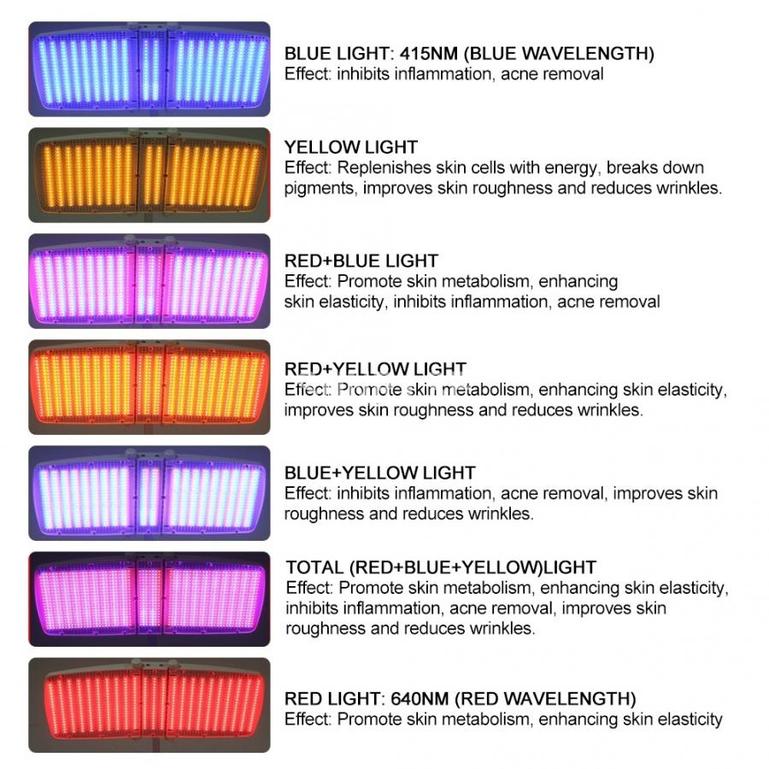 BLUE LIGHT: 415NM (BLUE WAVELENGTH)
Effect: inhibits inflammation, acne removal
YELLOW LIGHT
Effect: Replenishes skin cells with energy, breaks down
pigments, improves skin roughness and reduces wrinkles.
RED+BLUE LIGHT
Effect: Promote skin metabolism, enhancing
skin elasticity, inhibits inflammation, acne removal
RED+YELLOW LIGHT
Effect: Promote skin metabolism, enhancing skin elasticity,
improves skin roughness and reduces wrinkles.
BLUE+YELLOW LIGHT
Effect: inhibits inflammation, acne removal, improves skin
roughness and reduces wrinkles.
TOTAL (RED+BLUE+YELLOW)LIGHT
Effect: Promote skin metabolism, enhancing skin elasticity,
inhibits inflammation, acne removal, improves skin
roughness and reduces wrinkles.
RED LIGHT: 640NM (RED WAVELENGTH)
Effect: Promote skin metabolism, enhancing skin elasticity